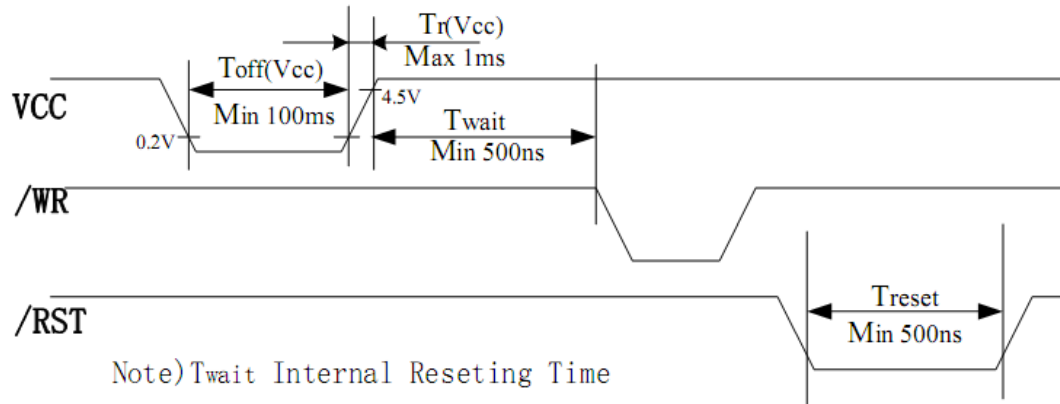 Tr(Vcc)
Max 1ms
Toff(Vcc)
Min 100ms
VCC
4.5V
0.2V
Twait
Min 500ns
/WR
Treset
Min 500ns
/RST
Note)Twait Internal Reseting Time